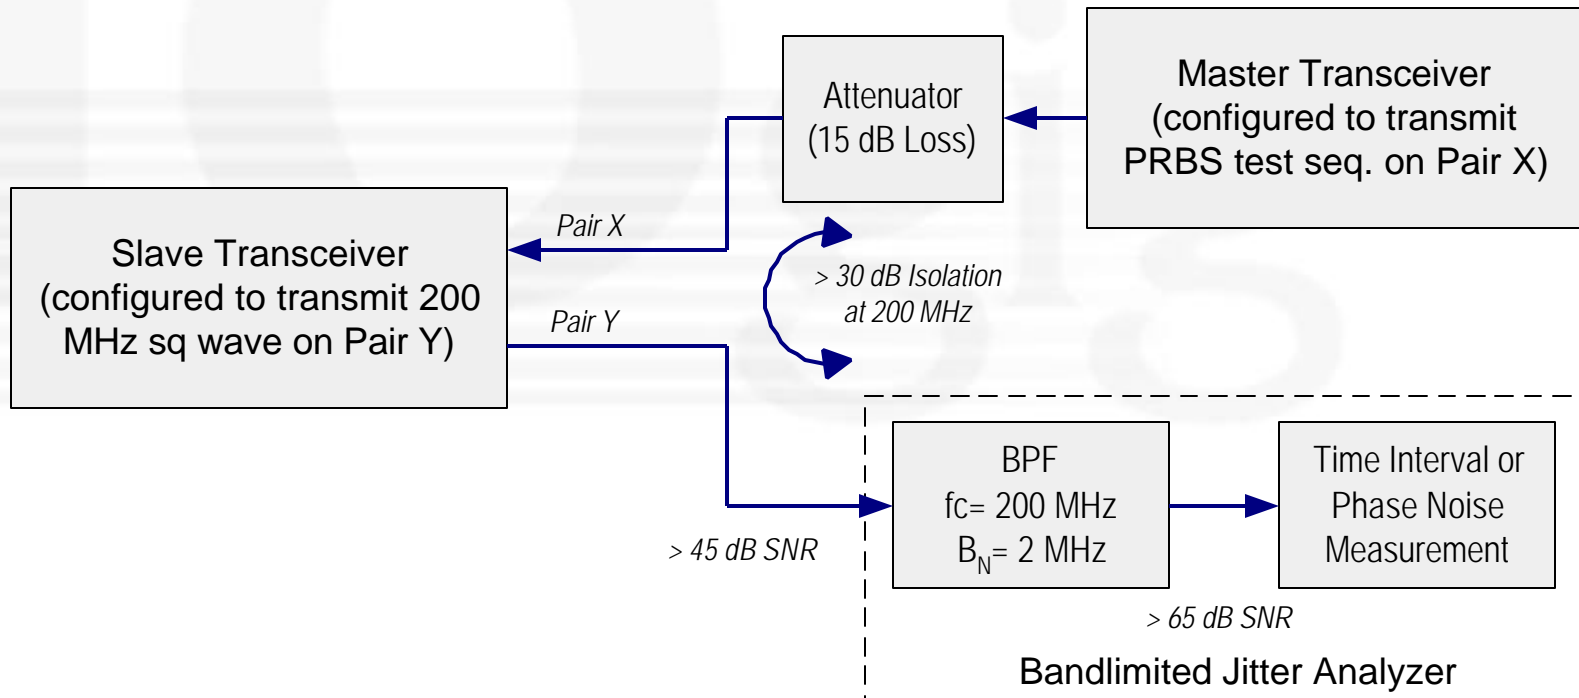 Attenuator
(15 dB Loss)
Master Transceiver
(configured to transmit
PRBS test seq. on Pair X)
Slave Transceiver
(configured to transmit 200
MHz sq wave on Pair Y)
Pair X
Pair Y
> 30 dB Isolation
at 200 MHz
> 45 dB SNR
BPF
fc= 200 MHz
BN= 2 MHz
Time Interval or
Phase Noise
Measurement
> 65 dB SNR
Bandlimited Jitter Analyzer